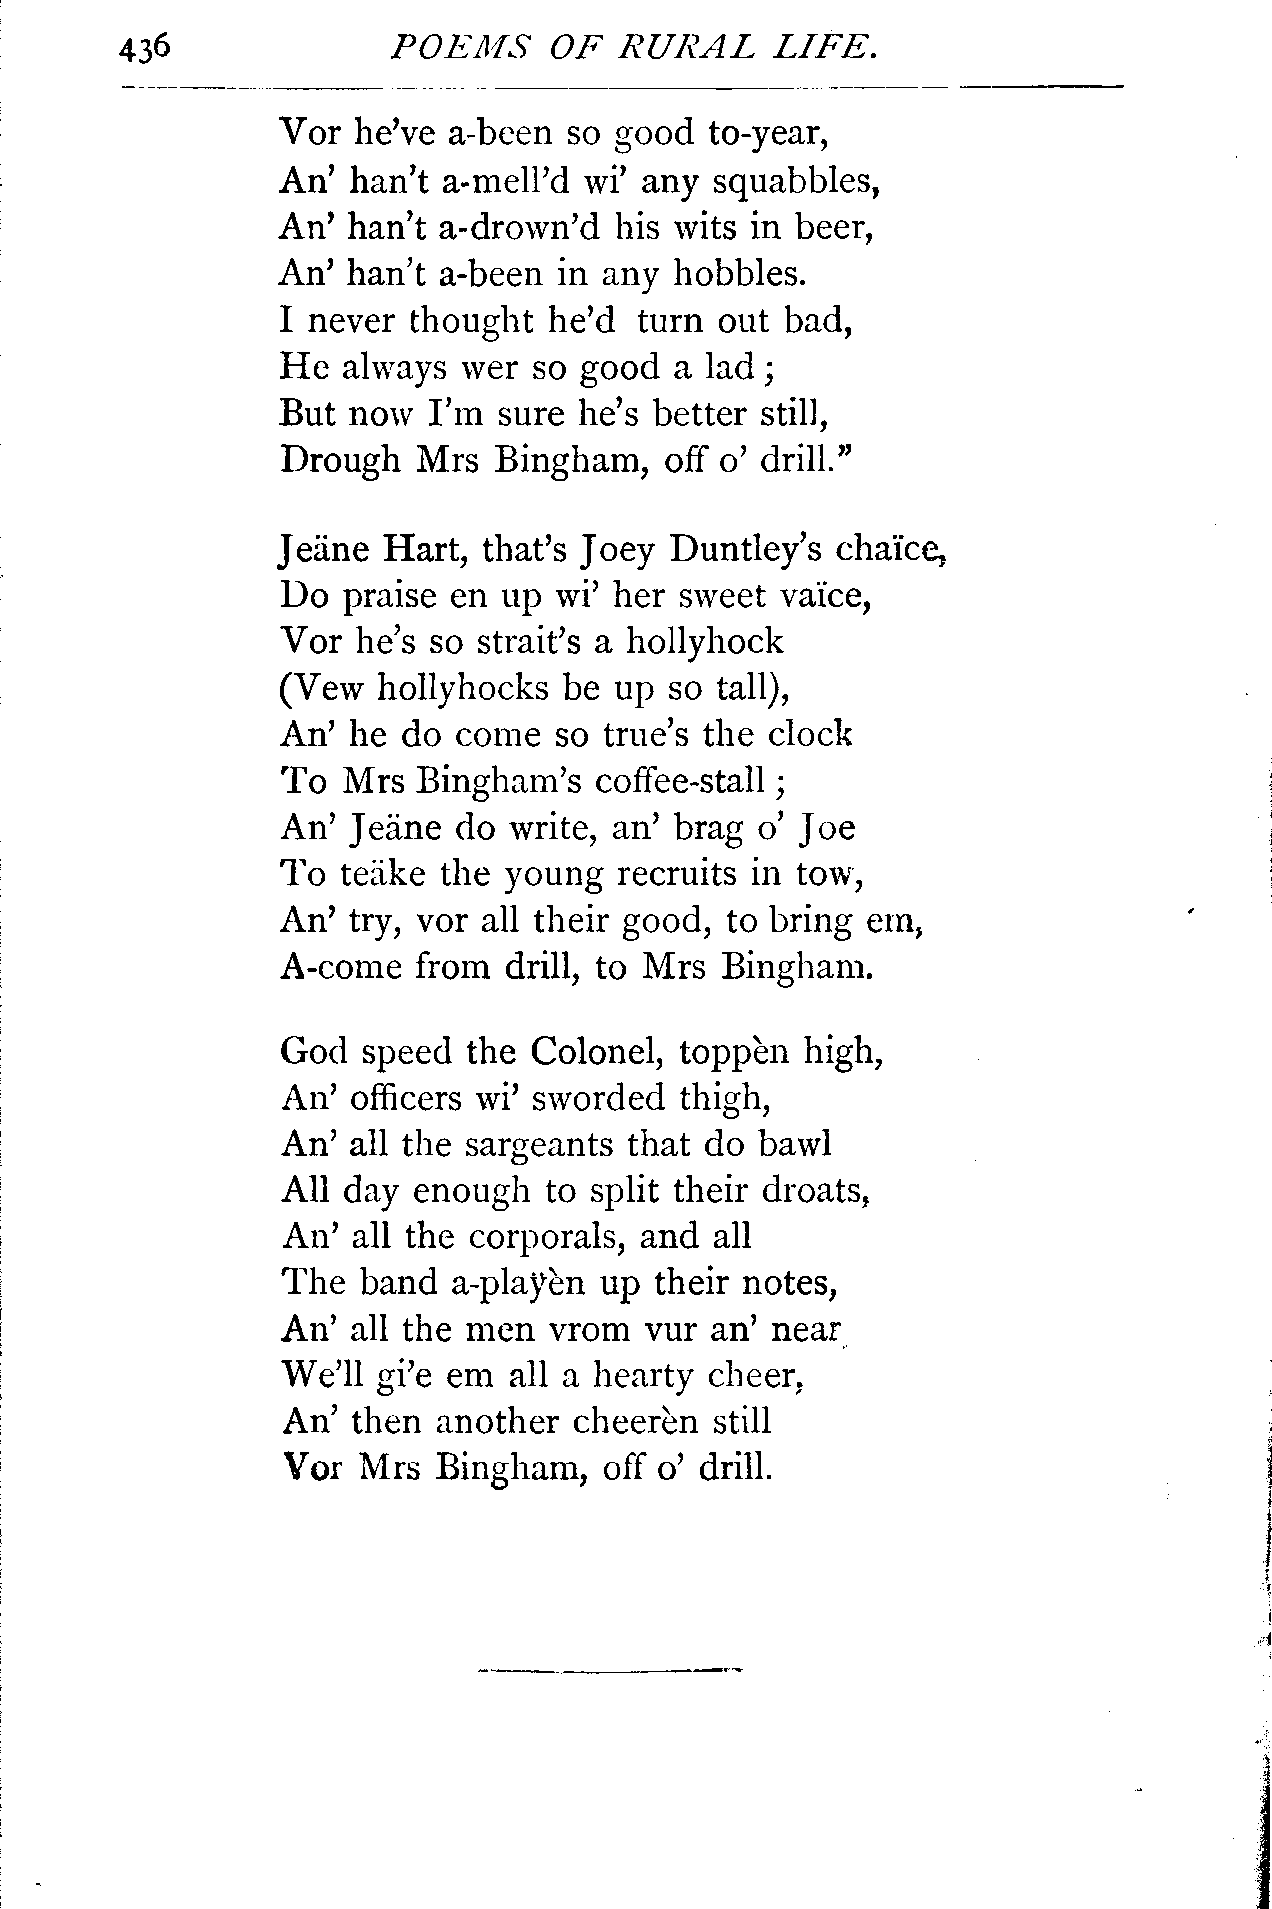 436 POEMS OF RURAL LIFE.
Vor he've a-been so good to-year,
An' han't a-mell'd wi' any squabbles,
An' han't a-drown'd his wits in beer,
An' han't a-been in any hobbles.
I never thought he'd turn out bad,
He always wer so good a lad ;
But now I'm sure he's better still,
Drough Mrs Bingham, off o' drill."

Jeäne Hart, that's Joey Duntley's chaïce,
Do praise en up wi' her sweet vaïce,
Vor he's so strait's a hollyhock
(Vew hollyhocks be up so tall),
An' he do come so true's the clock
To Mrs Bingham's coffee-stall ;
An' Jeäne do write, an' brag o' Joe
To teäke the young recruits in tow,
An' try, vor all their good, to bring em,
A-come from drill, to Mrs Bingham.

God speed the Colonel, toppèn high,
An' officers wi' sworded thigh,
An' all the sargeants that do bawl
All day enough to split their droats,
An' all the corporals, and all
The band a-plaÿèn up their notes,
An' all the men vrom vur an' near
We'll gi'e em all a hearty cheer,
An' then another cheerèn still
Vor Mrs Bingham, off o' drill.